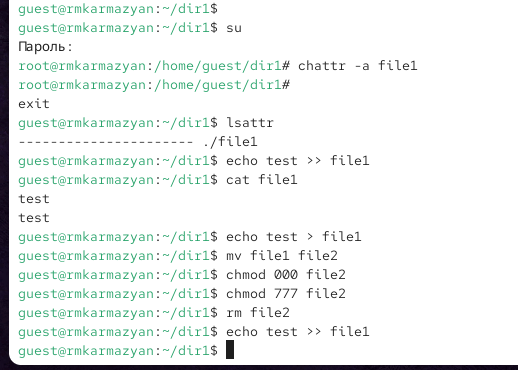 guest@rmkarmazyan:~/dir1$
guest@rmkarmazyan:~/dir1$ su
Пароль:
root@rmkarmazyan:/home/guest/dir1# chattr -a file1
root@rmkarmazyan:/home/guest/dir1#
exit
guest@rmkarmazyan:~/dir1$ lsattr
---------------------- ./file1
guest@rmkarmazyan:~/dir1$ echo test >> file1
guest@rmkarmazyan:~/dir1$ cat file1
test
test
guest@rmkarmazyan:~/dir1$ echo test > file1
guest@rmkarmazyan:~/dir1$ mv file1 file2
guest@rmkarmazyan:~/dir1$ chmod 000 file2
guest@rmkarmazyan:~/dir1$ chmod 777 file2
guest@rmkarmazyan:~/dir1$ rm file2
guest@rmkarmazyan:~/dir1$ echo test >> file1
guest@rmkarmazyan:~/dir1$